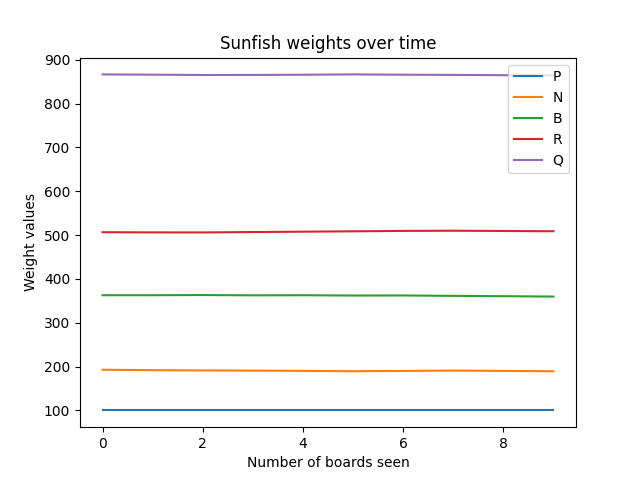 Sunfish weights over time
900
800
700
600
500
400
300
200
100
Weight values
P
N
B
R
Q
0
2
4
6
8
Number of boards seen